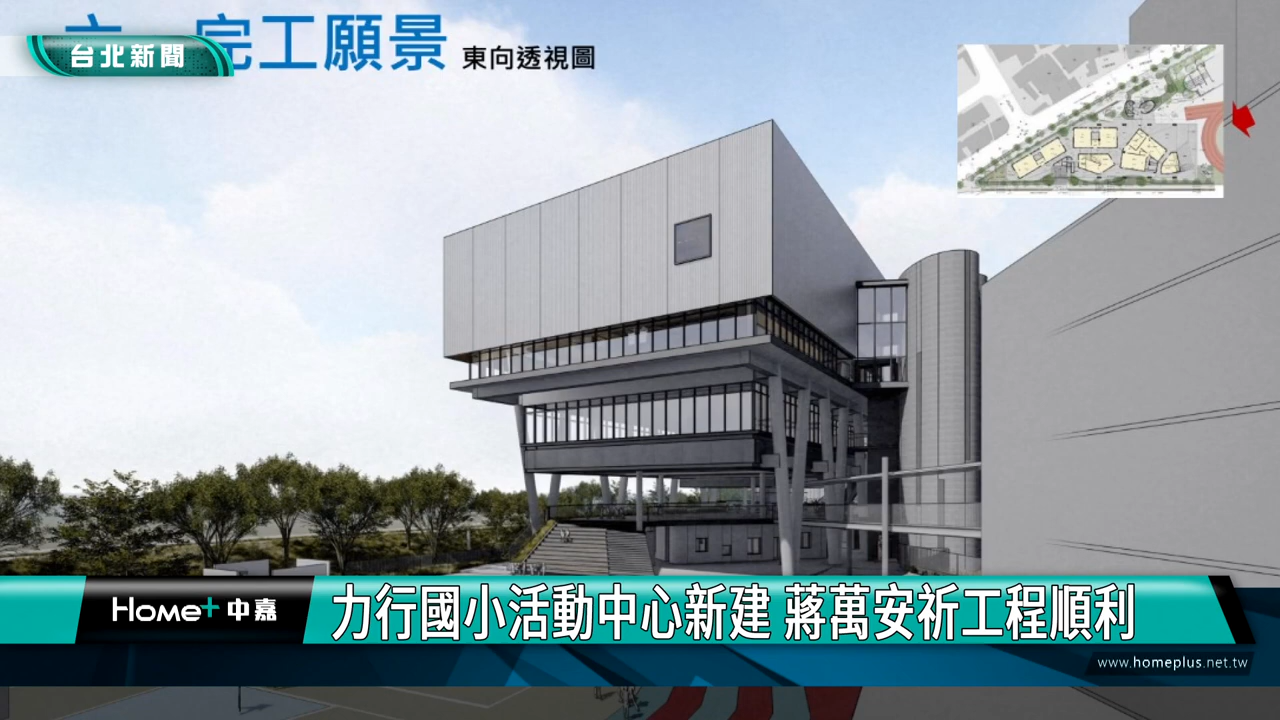 完工願景 東向透視圖
台北新聞
Home+ 中嘉
力行國小活動中心新建 蔣萬安祈工程順利
www.homeplus.net.tw